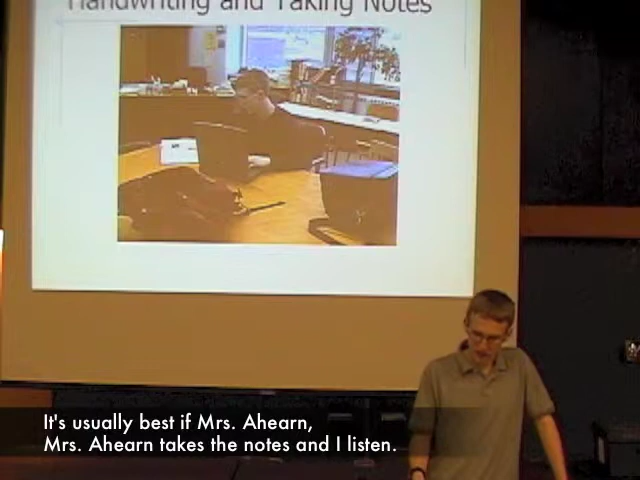 Handwriting and Taking Notes
It's usually best if Mrs. Ahearn,
Mrs. Ahearn takes the notes and I listen.